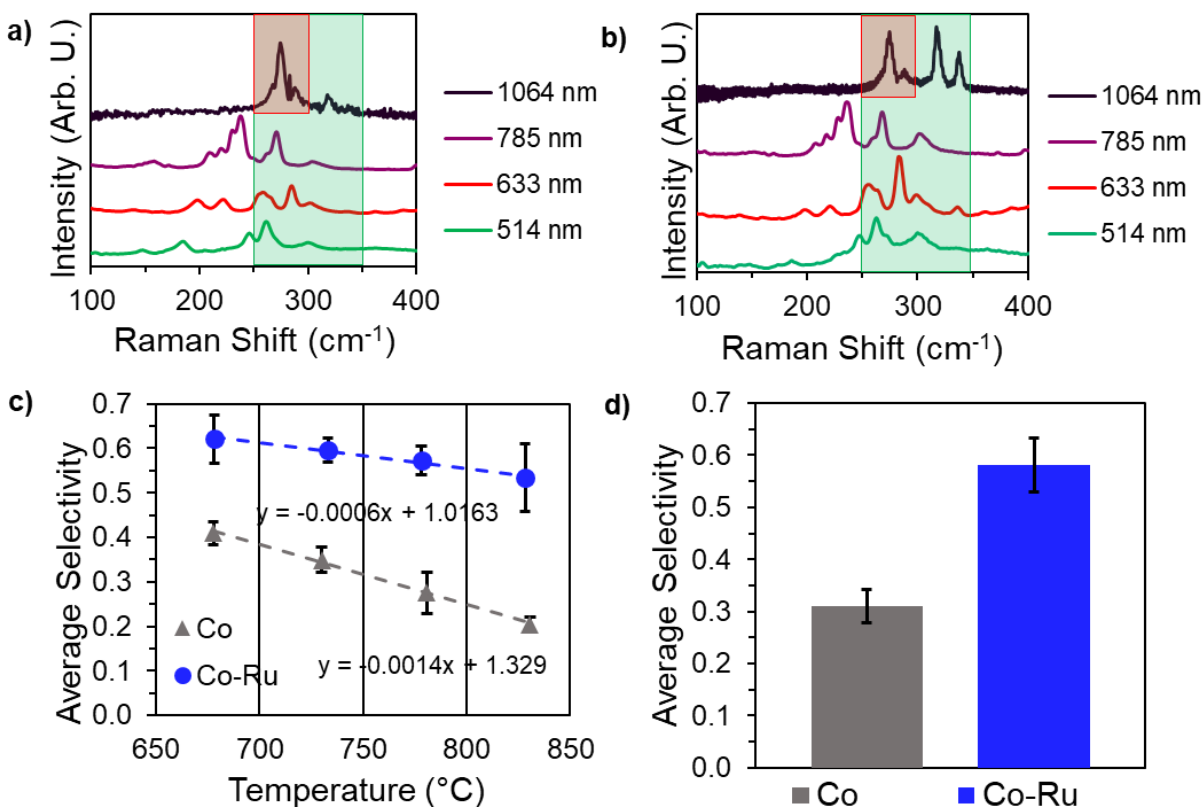 a)
Intensity (Arb. U.)
1064 nm
785 nm
633 nm
514 nm
100 200 300 400
Raman Shift (cm⁻¹)
b)
Intensity (Arb. U.)
1064 nm
785 nm
633 nm
514 nm
100 200 300 400
Raman Shift (cm⁻¹)
c)
Average Selectivity
0.7
0.6
0.5
0.4
0.3
0.2
0.1
0.0
y = -0.0006x + 1.0163
Co
Co-Ru
y = -0.0014x + 1.329
650 700 750 800 850
Temperature (°C)
d)
Average Selectivity
0.7
0.6
0.5
0.4
0.3
0.2
0.1
0.0
Co Co-Ru